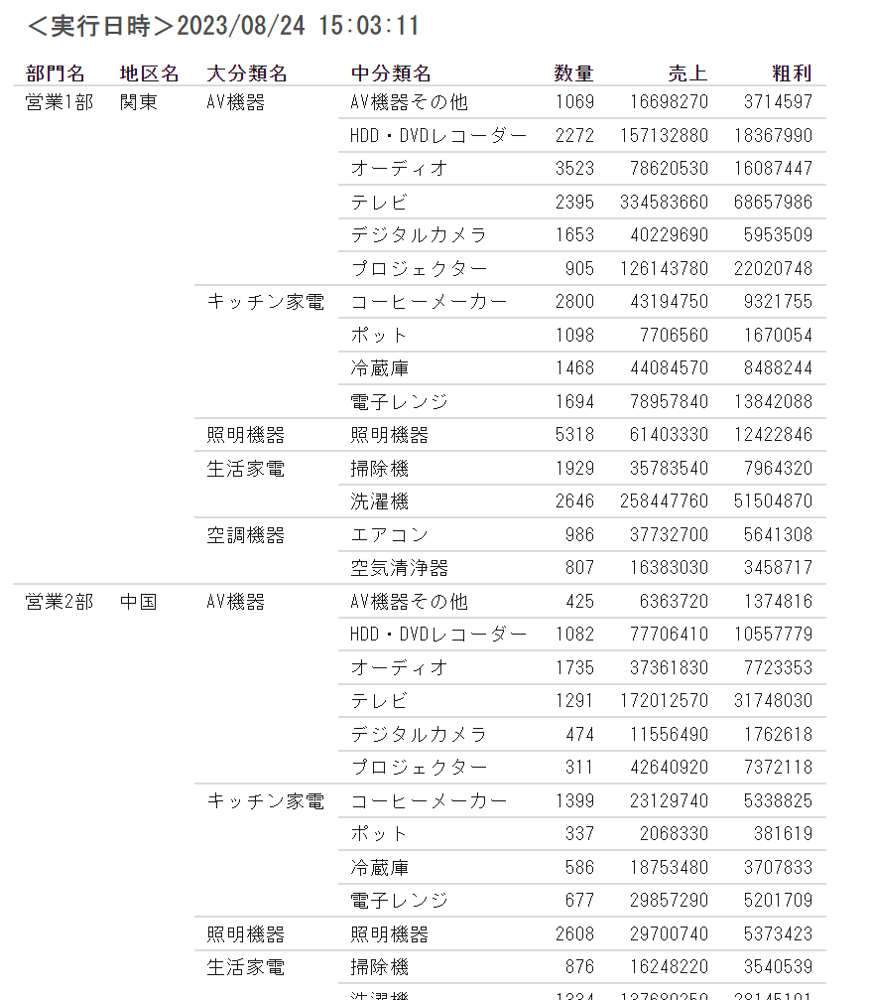 ＜実行日時＞2023/08/24 15:03:11
部門名 地区名 大分類名 中分類名 数量 売上 粗利
営業1部 関東 AV機器 AV機器その他 1069 16698270 3714597
HDD・DVDレコーダー 2272 157132880 18367990
オーディオ 3523 78620530 16087447
テレビ 2395 334583660 68657986
デジタルカメラ 1653 40229690 5953509
プロジェクター 905 126143780 22020748
キッチン家電 コーヒーメーカー 2800 43194750 9321755
ポット 1098 7706560 1670054
冷蔵庫 1468 44084570 8488244
電子レンジ 1694 78957840 13842088
照明機器 照明機器 5318 61403330 12422846
生活家電 掃除機 1929 35783540 7964320
洗濯機 2646 258447760 51504870
空調機器 エアコン 986 37732700 5641308
空気清浄器 807 16383030 3458717
営業2部 中国 AV機器 AV機器その他 425 6363720 1374816
HDD・DVDレコーダー 1082 77706410 10557779
オーディオ 1735 37361830 7723353
テレビ 1291 172012570 31748030
デジタルカメラ 474 11556490 1762618
プロジェクター 311 42640920 7372118
キッチン家電 コーヒーメーカー 1399 23129740 5338825
ポット 337 2068330 381619
冷蔵庫 586 18753480 3707833
電子レンジ 677 29857290 5201709
照明機器 照明機器 2608 29700740 5373423
生活家電 掃除機 876 16248220 3540539
洗濯機